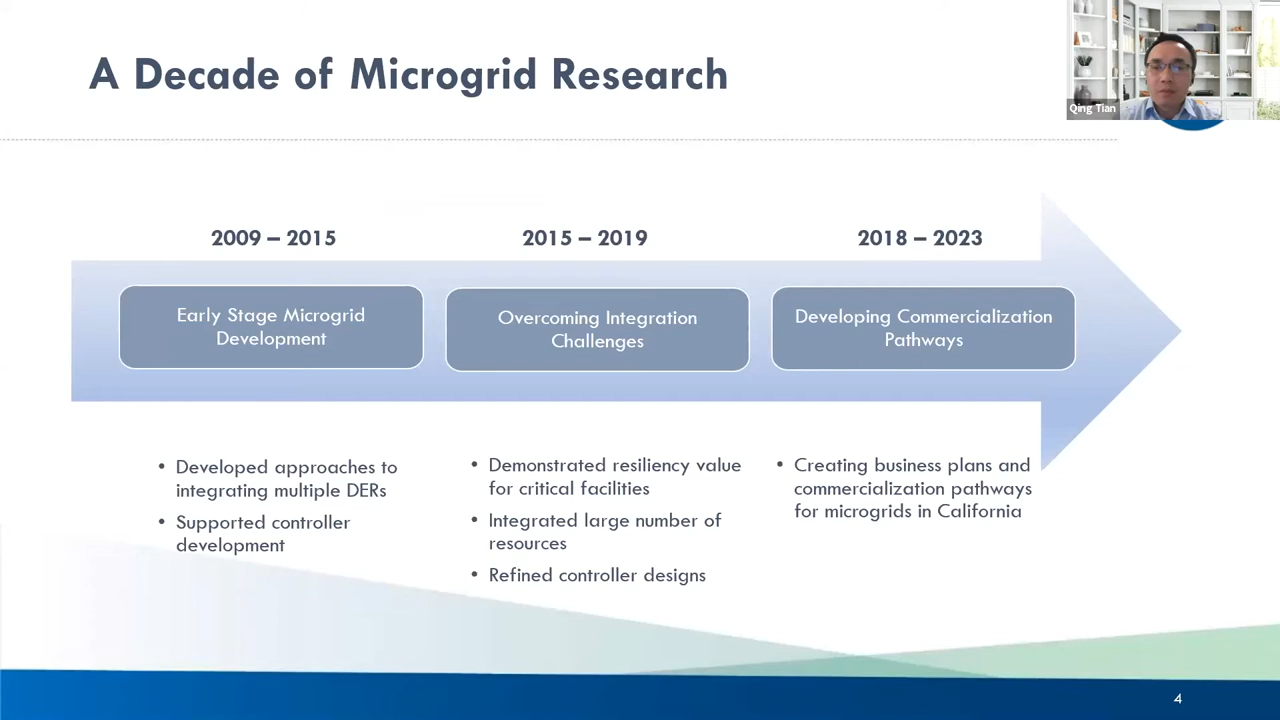 A Decade of Microgrid Research
Qing Tian
2009 – 2015
2015 – 2019
2018 – 2023
Early Stage Microgrid
Development
Overcoming Integration
Challenges
Developing Commercialization
Pathways
• Developed approaches to
integrating multiple DERs
• Supported controller
development
• Demonstrated resiliency value
for critical facilities
• Integrated large number of
resources
• Refined controller designs
• Creating business plans and
commercialization pathways
for microgrids in California
4